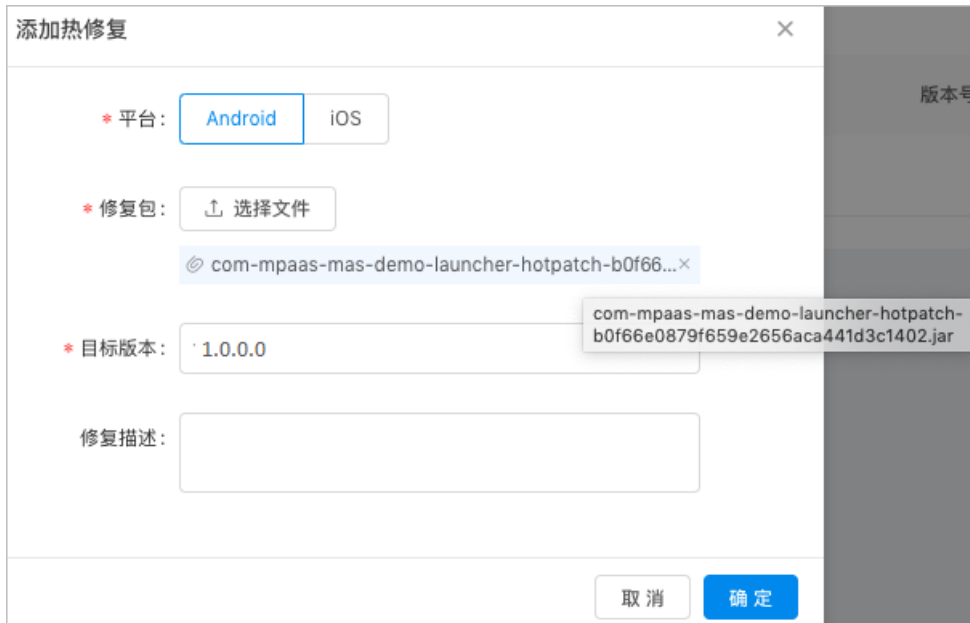 添加热修复
版本号
* 平台：
Android
iOS
* 修复包：
选择文件
com-mpaas-mas-demo-launcher-hotpatch-b0f66...
com-mpaas-mas-demo-launcher-hotpatch-
b0f66e0879f659e2656aca441d3c1402.jar
* 目标版本：
1.0.0.0
修复描述：
取 消
确 定